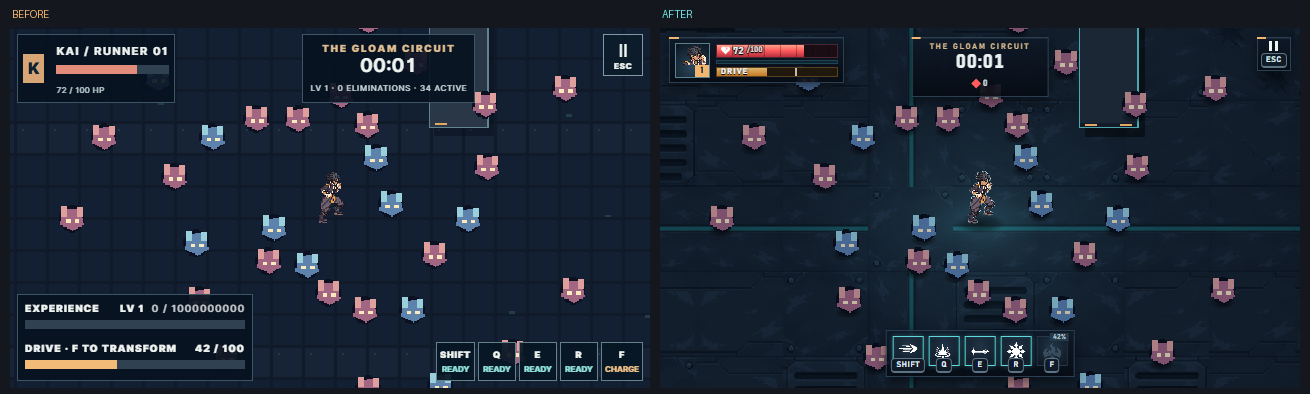 BEFORE
KAI / RUNNER 01
K
72 / 100 HP
THE GLOAM CIRCUIT
00:01
LV 1 · 0 ELIMINATIONS · 34 ACTIVE
ESC
EXPERIENCE LV 1 0 / 1000000000
DRIVE · F TO TRANSFORM 42 / 100
SHIFT Q E R F
READY READY READY READY CHARGE
AFTER
72 /100
1 DRIVE
THE GLOAM CIRCUIT
00:01
0
ESC
42%
SHIFT Q E R F